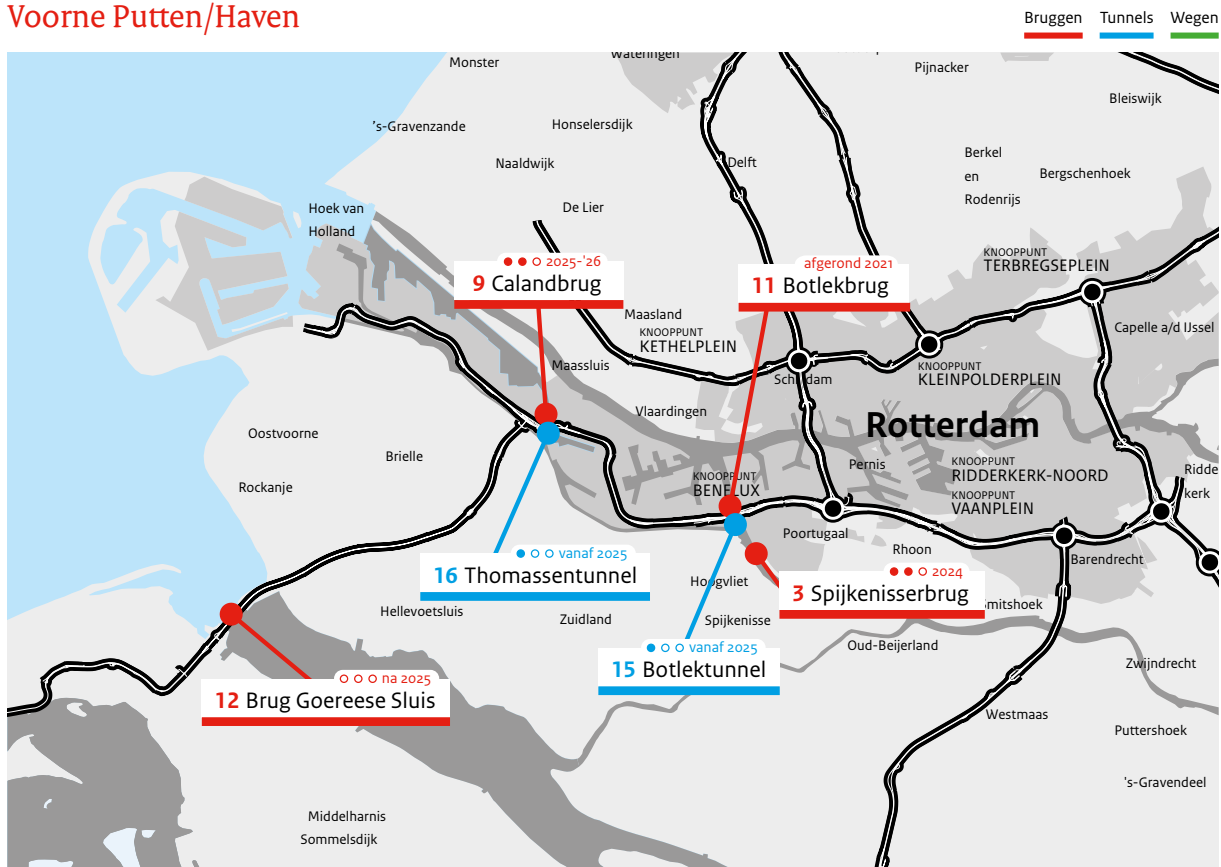 Voorne Putten/Haven
Bruggen Tunnels Wegen
Monster
Wateringen
Pijnacker
Bleiswijk
's-Gravenzande
Honselersdijk
Naaldwijk
Delft
Berkel
en
Rodenrijs
Bergschenhoek
De Lier
Hoek van
Holland
KNOOPPUNT
TERBREGSEPLEIN
2025-'26
9 Calandbrug
afgerond 2021
11 Botlekbrug
Maasland
KNOOPPUNT
KETHELPLEIN
Capelle a/d IJssel
Maassluis
Schiedam
KNOOPPUNT
KLEINPOLDERPLEIN
Vlaardingen
Rotterdam
Oostvoorne
Brielle
Rockanje
Pernis
KNOOPPUNT
RIDDERKERK-NOORD
KNOOPPUNT
BENELUX
KNOOPPUNT
VAANPLEIN
Ridde
kerk
Poortugaal
Rhoon
Barendrecht
vanaf 2025
16 Thomassentunnel
Hoogvliet
2024
3 Spijkenisserbrug
Smitshoek
Hellevoetsluis
Zuidland
Spijkenisse
Oud-Beijerland
vanaf 2025
15 Botlektunnel
Zwijndrecht
na 2025
12 Brug Goereese Sluis
Westmaas
Puttershoek
's-Gravendeel
Middelharnis
Sommelsdijk